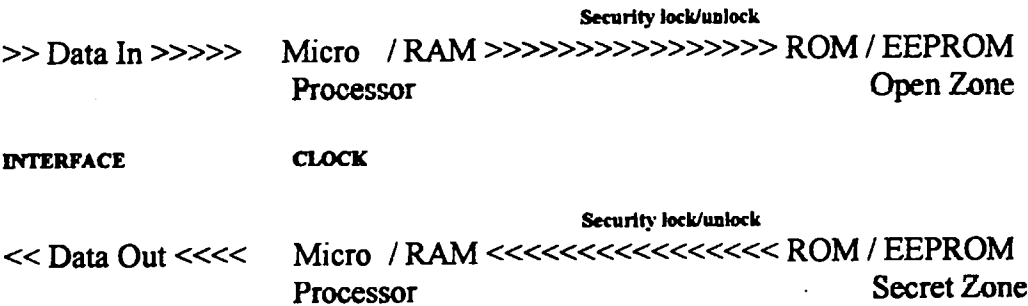 Security lock/unlock
>> Data In >>>>> Micro / RAM >>>>>>>>>>>>>>>> ROM / EEPROM
Processor Open Zone
INTERFACE CLOCK
Security lock/unlock
<< Data Out <<<< Micro / RAM <<<<<<<<<<<<<<<< ROM / EEPROM
Processor Secret Zone